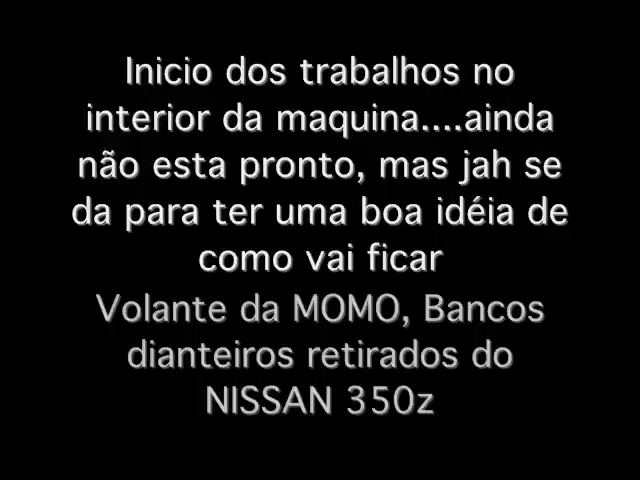 Inicio dos trabalhos no
interior da maquina....ainda
não esta pronto, mas jah se
da para ter uma boa idéia de
como vai ficar
Volante da MOMO, Bancos
dianteiros retirados do
NISSAN 350z